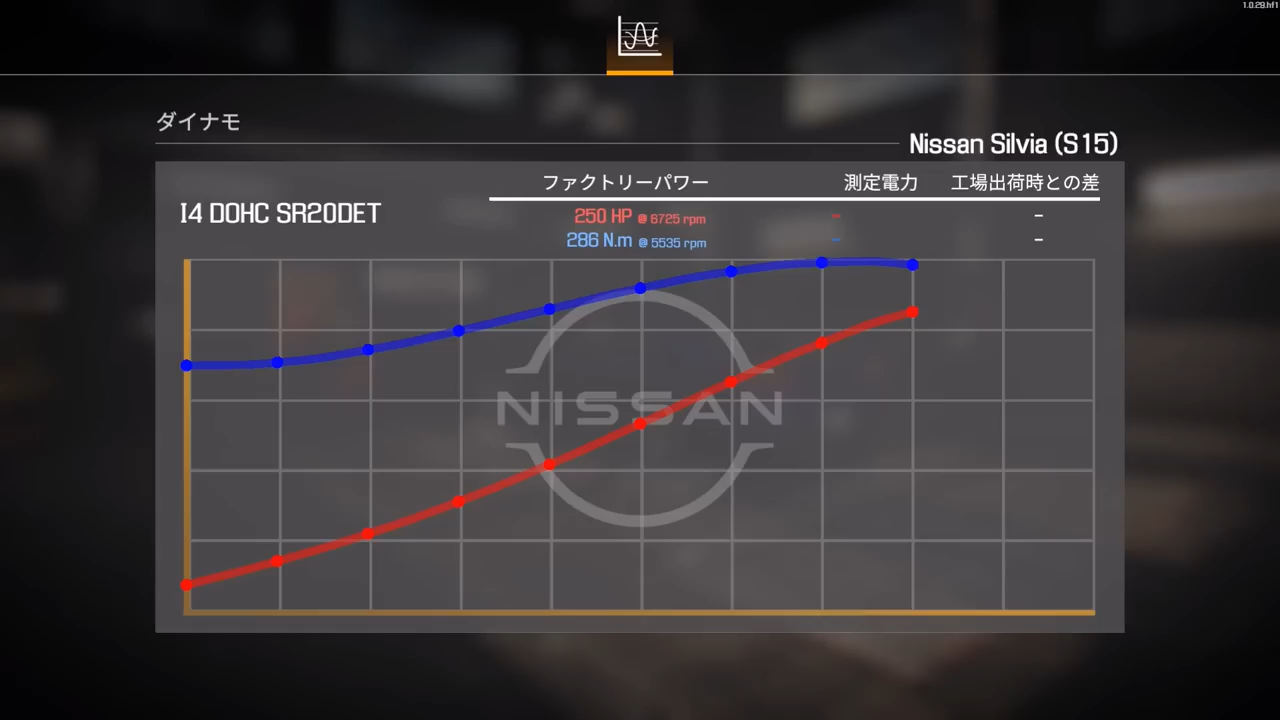 1.0.29.hf1
ダイナモ
Nissan Silvia (S15)
ファクトリーパワー 測定電力 工場出荷時との差
I4 DOHC SR20DET
250 HP @ 6725 rpm - -
286 N.m @ 5535 rpm - -
NISSAN